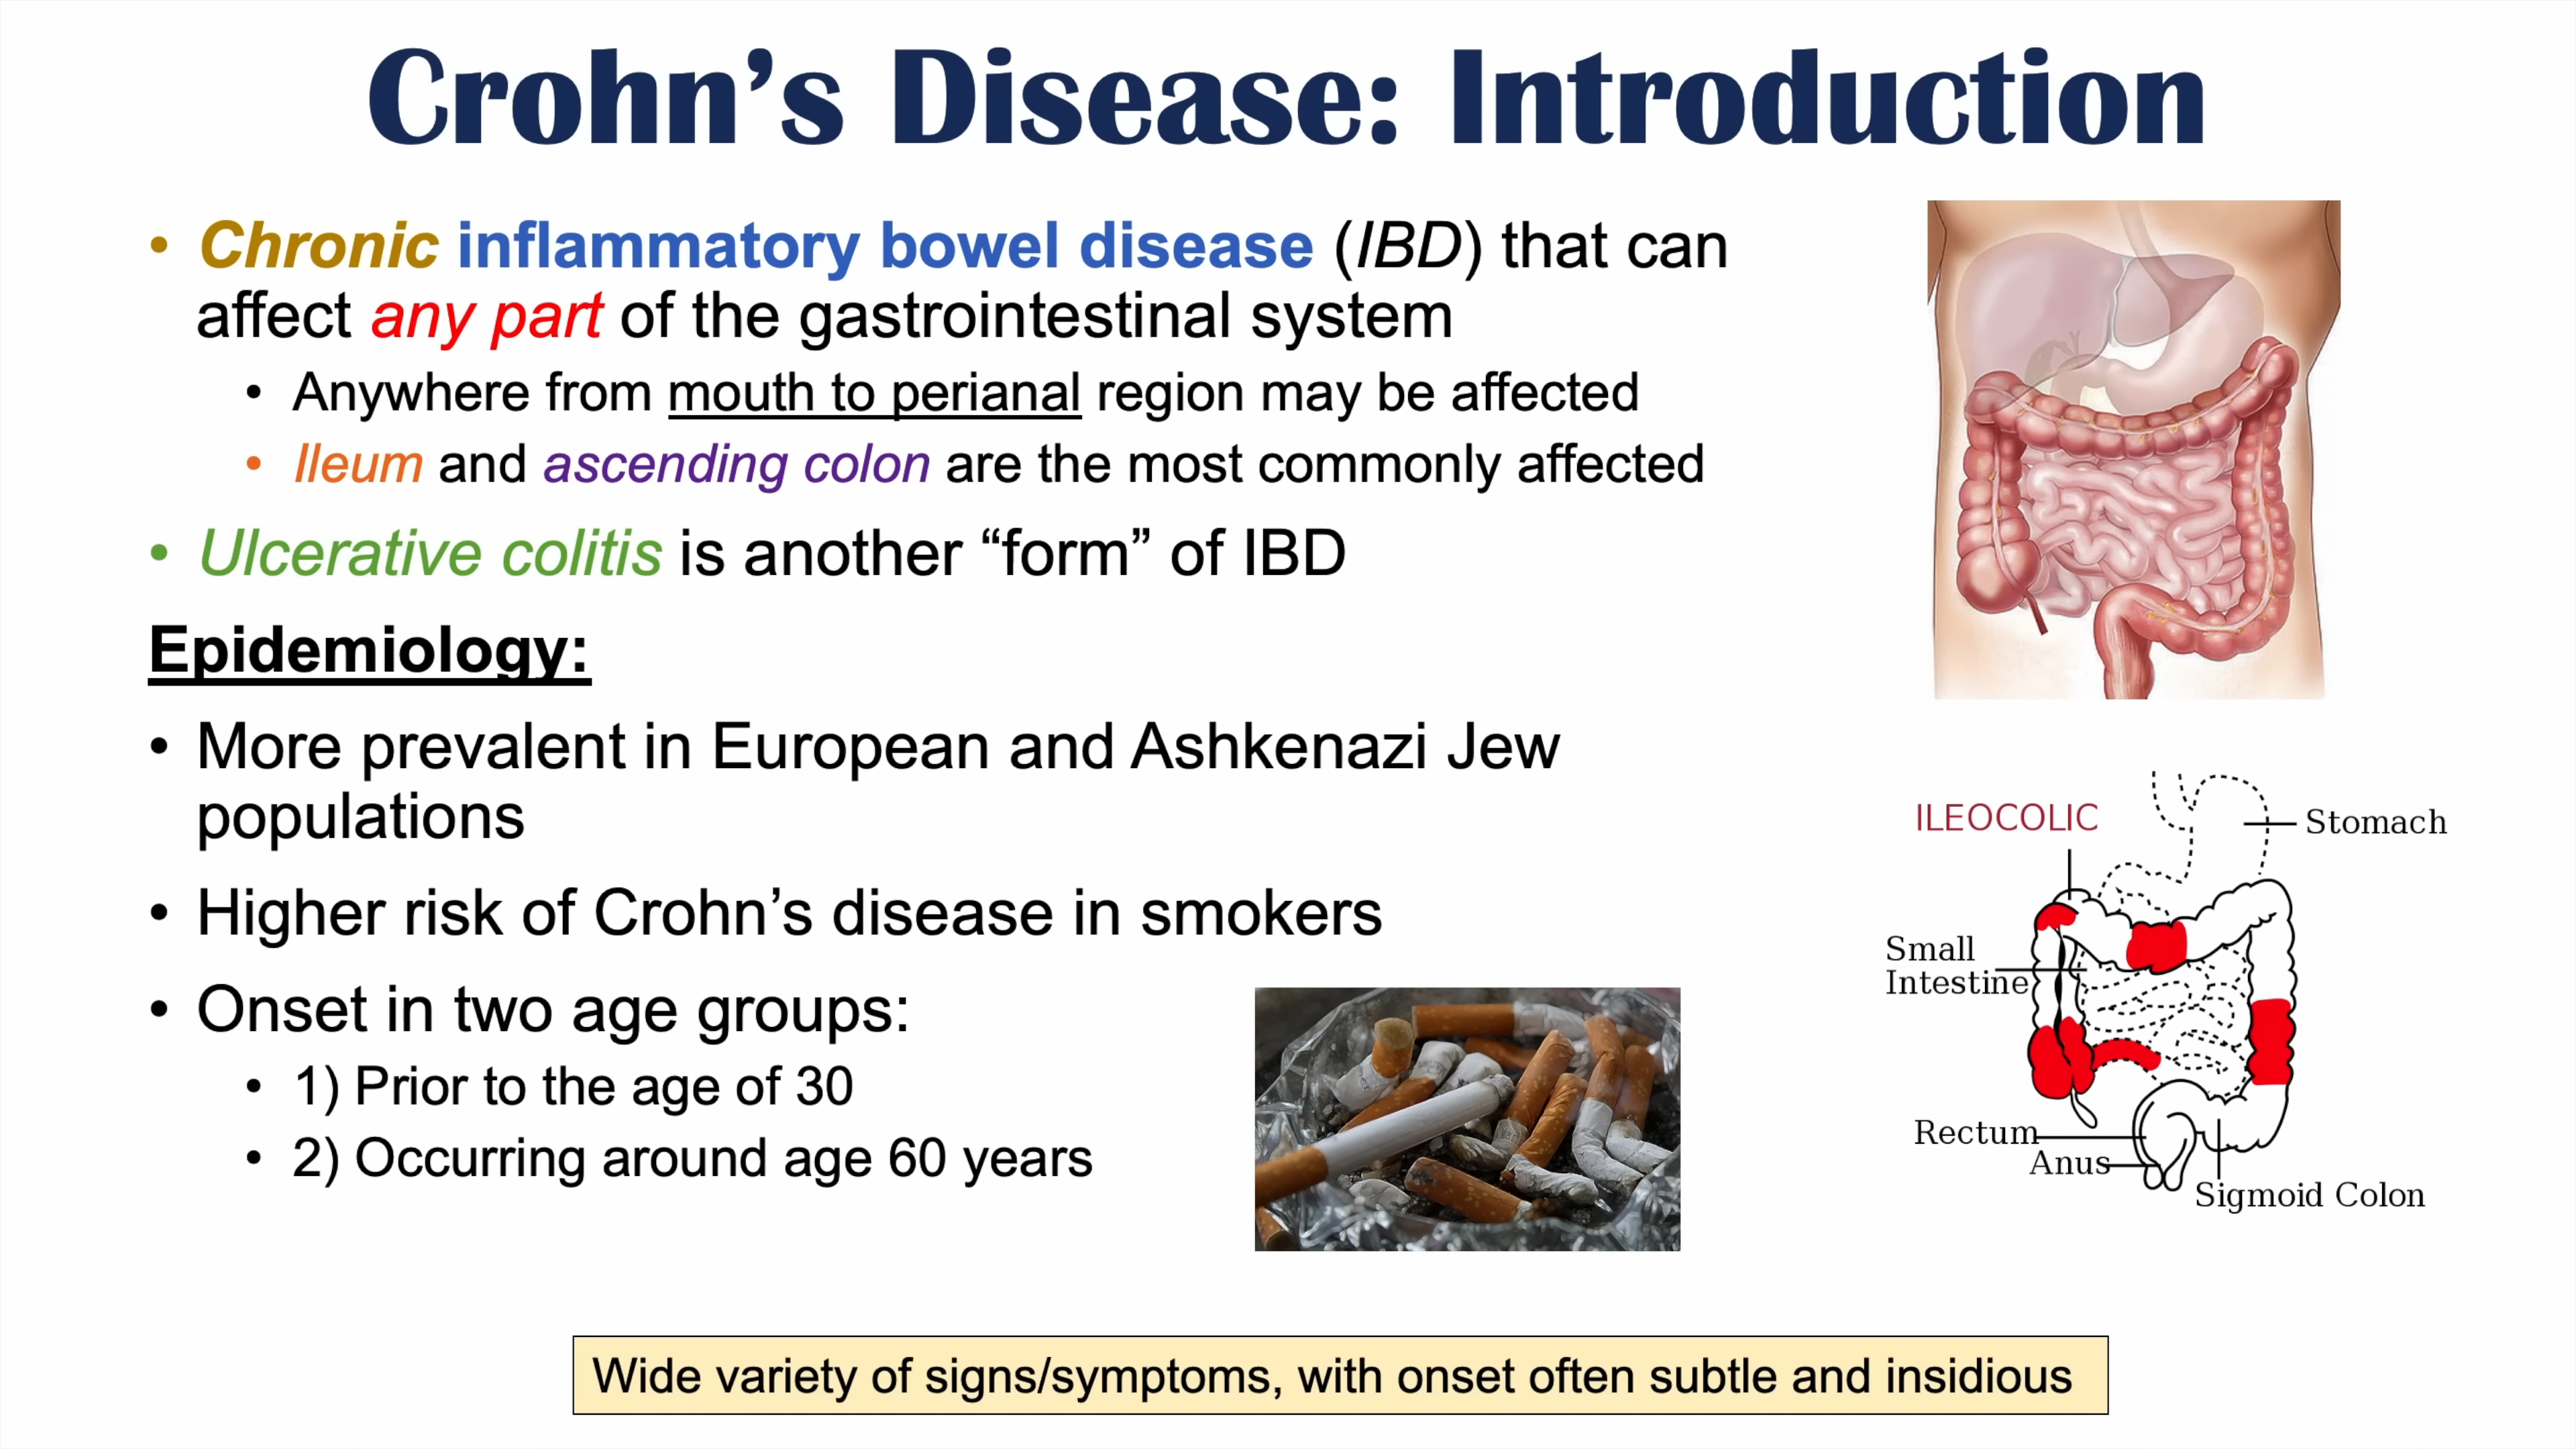 Crohn’s Disease: Introduction
• Chronic inflammatory bowel disease (IBD) that can
affect any part of the gastrointestinal system
• Anywhere from mouth to perianal region may be affected
• Ileum and ascending colon are the most commonly affected
• Ulcerative colitis is another “form” of IBD
Epidemiology:
• More prevalent in European and Ashkenazi Jew
populations
• Higher risk of Crohn’s disease in smokers
• Onset in two age groups:
• 1) Prior to the age of 30
• 2) Occurring around age 60 years
ILEOCOLIC
Stomach
Small
Intestine
Rectum
Anus
Sigmoid Colon
Wide variety of signs/symptoms, with onset often subtle and insidious